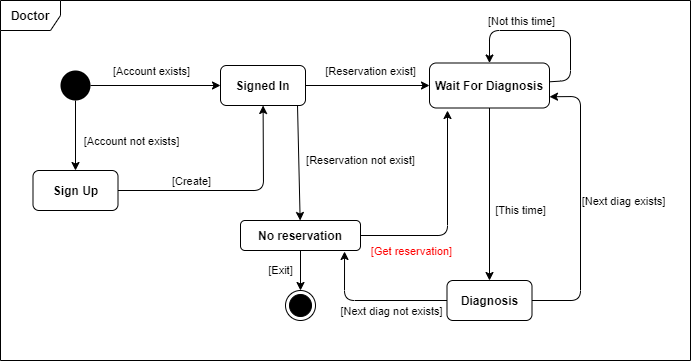 Doctor
[Not this time]
[Account exists]
Signed In
[Reservation exist]
Wait For Diagnosis
[Account not exists]
[Reservation not exist]
Sign Up
[Create]
[Next diag exists]
[This time]
No reservation
[Get reservation]
[Exit]
Diagnosis
[Next diag not exists]